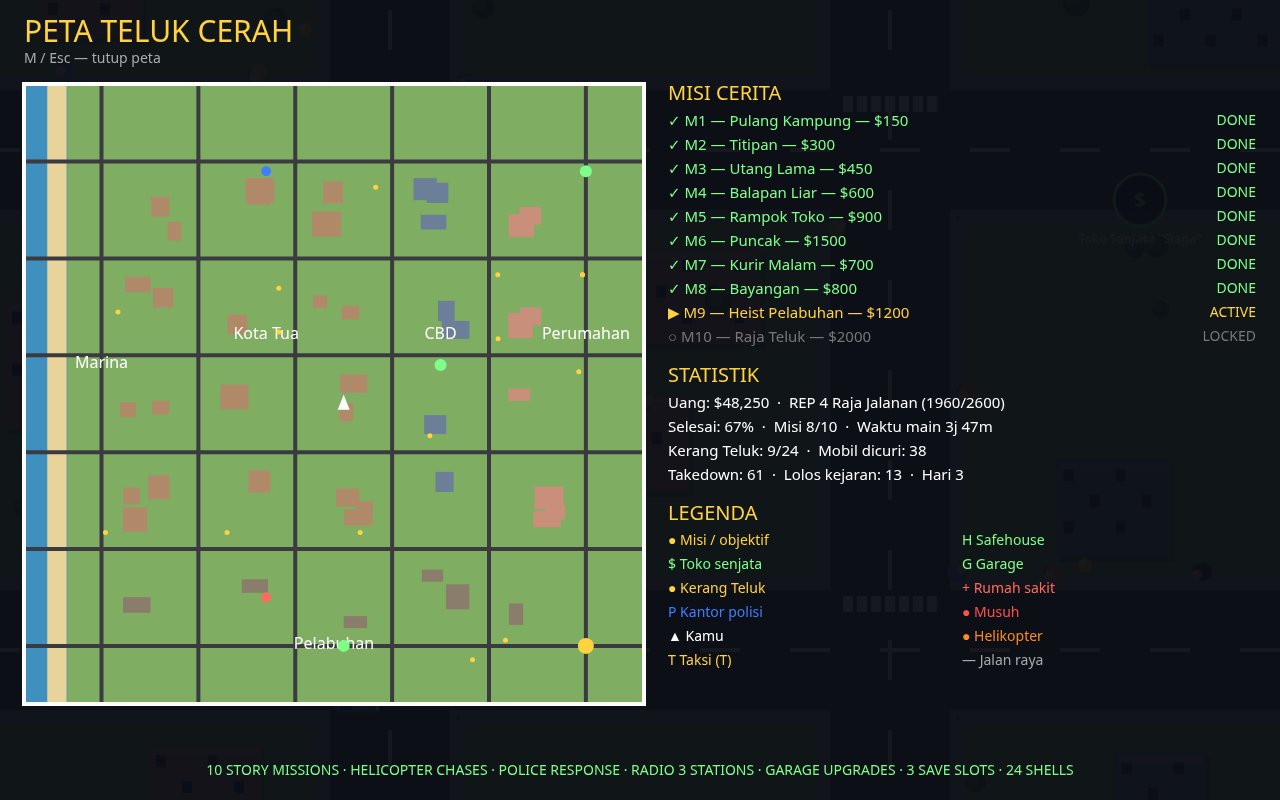 PETA TELUK CERAH
M / Esc — tutup peta
Kota Tua
CBD
Perumahan
Marina
Pelabuhan
MISI CERITA
✓ M1 — Pulang Kampung — $150 DONE
✓ M2 — Titipan — $300 DONE
✓ M3 — Utang Lama — $450 DONE
✓ M4 — Balapan Liar — $600 DONE
✓ M5 — Rampok Toko — $900 DONE
✓ M6 — Puncak — $1500 DONE
✓ M7 — Kurir Malam — $700 DONE
✓ M8 — Bayangan — $800 DONE
▶ M9 — Heist Pelabuhan — $1200 ACTIVE
○ M10 — Raja Teluk — $2000 LOCKED
$
Toko Senjata "Siaga"
STATISTIK
Uang: $48,250 · REP 4 Raja Jalanan (1960/2600)
Selesai: 67% · Misi 8/10 · Waktu main 3j 47m
Kerang Teluk: 9/24 · Mobil dicuri: 38
Takedown: 61 · Lolos kejaran: 13 · Hari 3
LEGENDA
● Misi / objektif
H Safehouse
$ Toko senjata
G Garage
● Kerang Teluk
+ Rumah sakit
P Kantor polisi
● Musuh
▲ Kamu
● Helikopter
T Taksi (T)
— Jalan raya
10 STORY MISSIONS · HELICOPTER CHASES · POLICE RESPONSE · RADIO 3 STATIONS · GARAGE UPGRADES · 3 SAVE SLOTS · 24 SHELLS